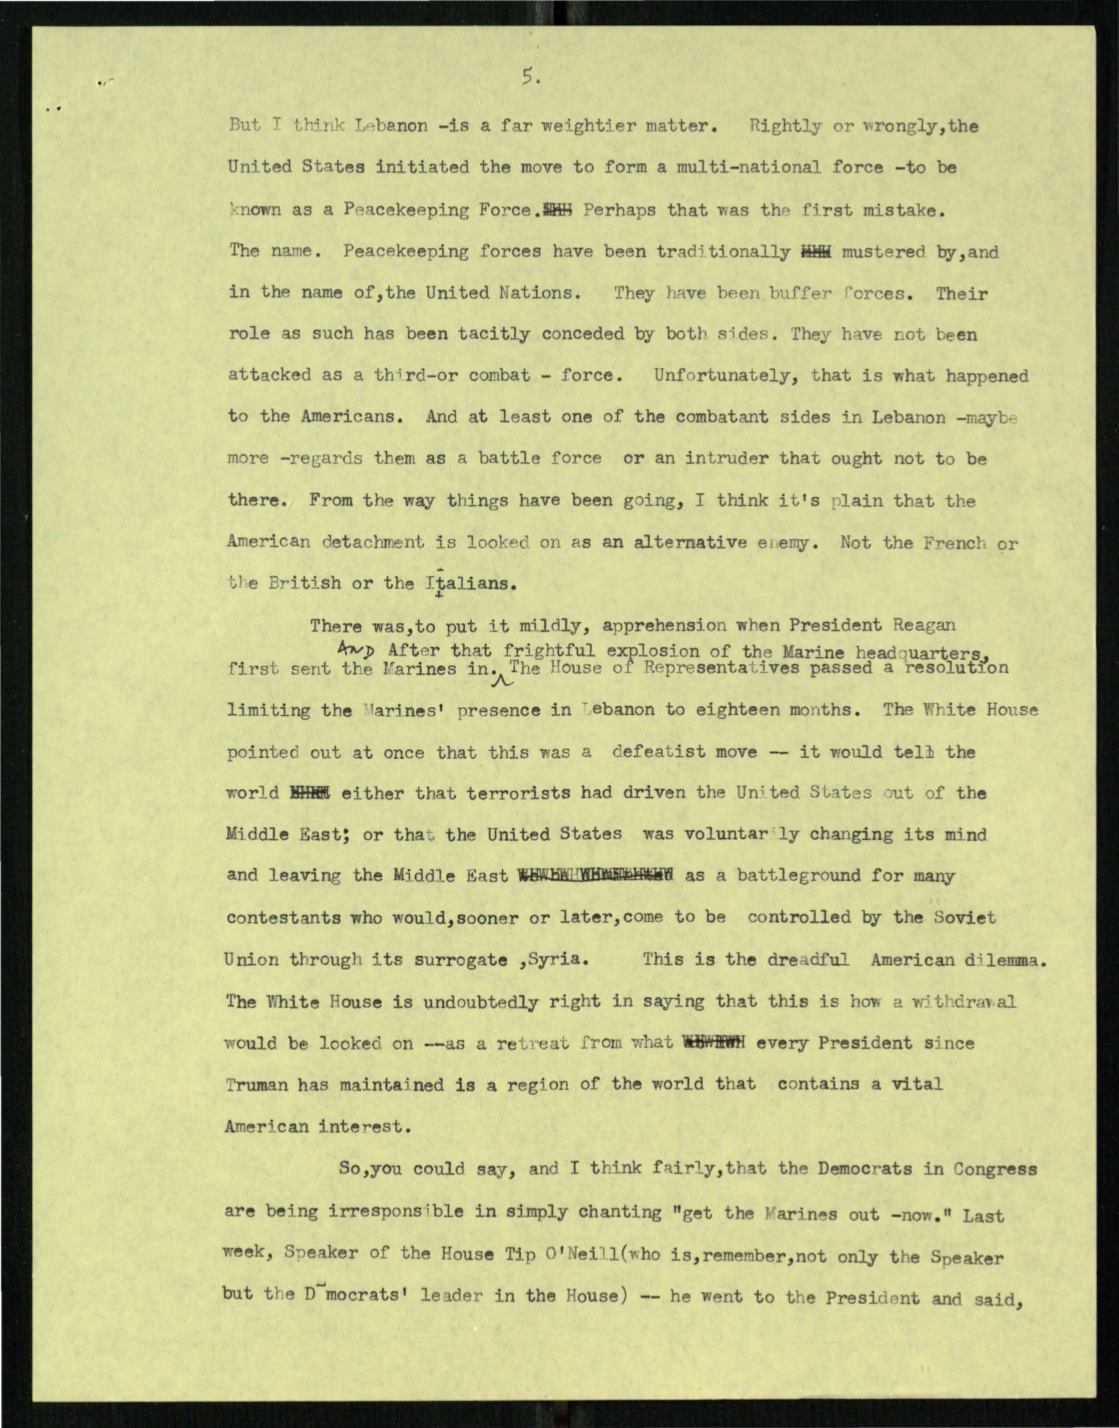 5.
But I think Lebanon -is a far weightier matter. Rightly or wrongly,the
United States initiated the move to form a multi-national force -to be
known as a Peacekeeping Force. Perhaps that was the first mistake.
The name. Peacekeeping forces have been traditionally mustered by,and
in the name of,the United Nations. They have been buffer forces. Their
role as such has been tacitly conceded by both sides. They have not been
attacked as a third-or combat - force. Unfortunately, that is what happened
to the Americans. And at least one of the combatant sides in Lebanon -maybe
more -regards them as a battle force or an intruder that ought not to be
there. From the way things have been going, I think it's plain that the
American detachment is looked on as an alternative enemy. Not the French or
the British or the Italians.
There was,to put it mildly, apprehension when President Reagan
AND After that frightful explosion of the Marine headquarters,
first sent the Marines in. The House of Representatives passed a resolution
limiting the Marines' presence in Lebanon to eighteen months. The White House
pointed out at once that this was a defeatist move -- it would tell the
world either that terrorists had driven the United States out of the
Middle East; or that the United States was voluntarily changing its mind
and leaving the Middle East as a battleground for many
contestants who would,sooner or later,come to be controlled by the Soviet
Union through its surrogate ,Syria. This is the dreadful American dilemma.
The White House is undoubtedly right in saying that this is how a withdrawal
would be looked on --as a retreat from what every President since
Truman has maintained is a region of the world that contains a vital
American interest.
So,you could say, and I think fairly,that the Democrats in Congress
are being irresponsible in simply chanting "get the Marines out -now." Last
week, Speaker of the House Tip O'Neill(who is,remember,not only the Speaker
but the Democrats' leader in the House) -- he went to the President and said,